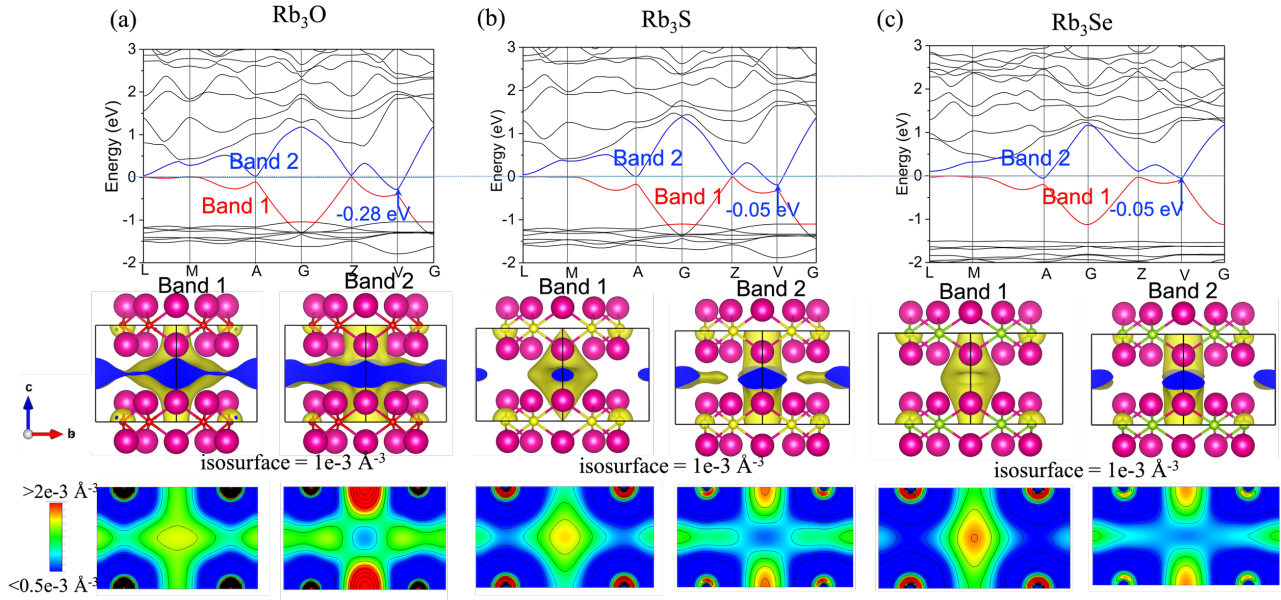 (a) Rb₃O (b) Rb₃S (c) Rb₃Se
3 3 3
2 2 2
1 1 1
0 0 0
-1 -1 -1
-2 -2 -2
Energy (eV) Energy (eV) Energy (eV)
Band 2 Band 2 Band 2
Band 1 Band 1 Band 1
-0.28 eV -0.05 eV -0.05 eV
L M A G Z V G L M A G Z V G L M A G Z V G
Band 1 Band 2 Band 1 Band 2 Band 1 Band 2
c
b
isosurface = 1e-3 Å⁻³ isosurface = 1e-3 Å⁻³ isosurface = 1e-3 Å⁻³
>2e-3 Å⁻³
<0.5e-3 Å⁻³